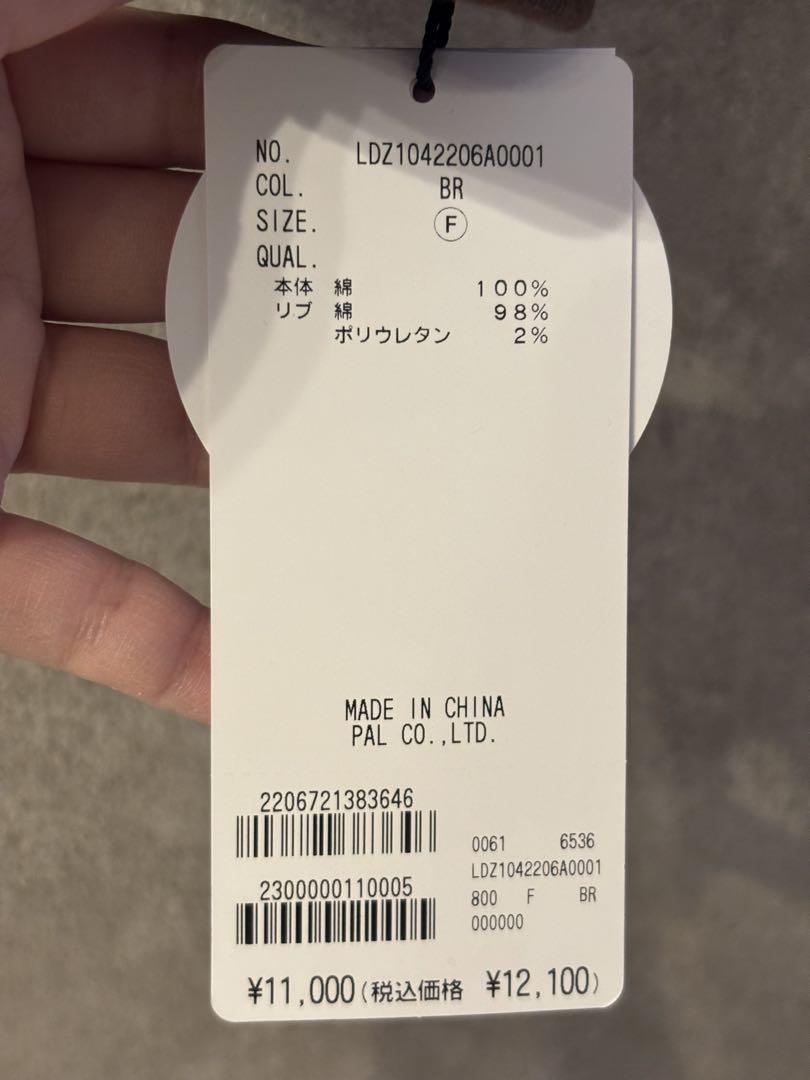 NO. LDZ1042206A0001
COL. BR
SIZE. Ⓕ
QUAL.
本体 綿 100%
リブ 綿 98%
ポリウレタン 2%
MADE IN CHINA
PAL CO.,LTD.
2206721383646
2300000110005
0061 6536
LDZ1042206A0001
800 F BR
000000
¥11,000(税込価格 ¥12,100)